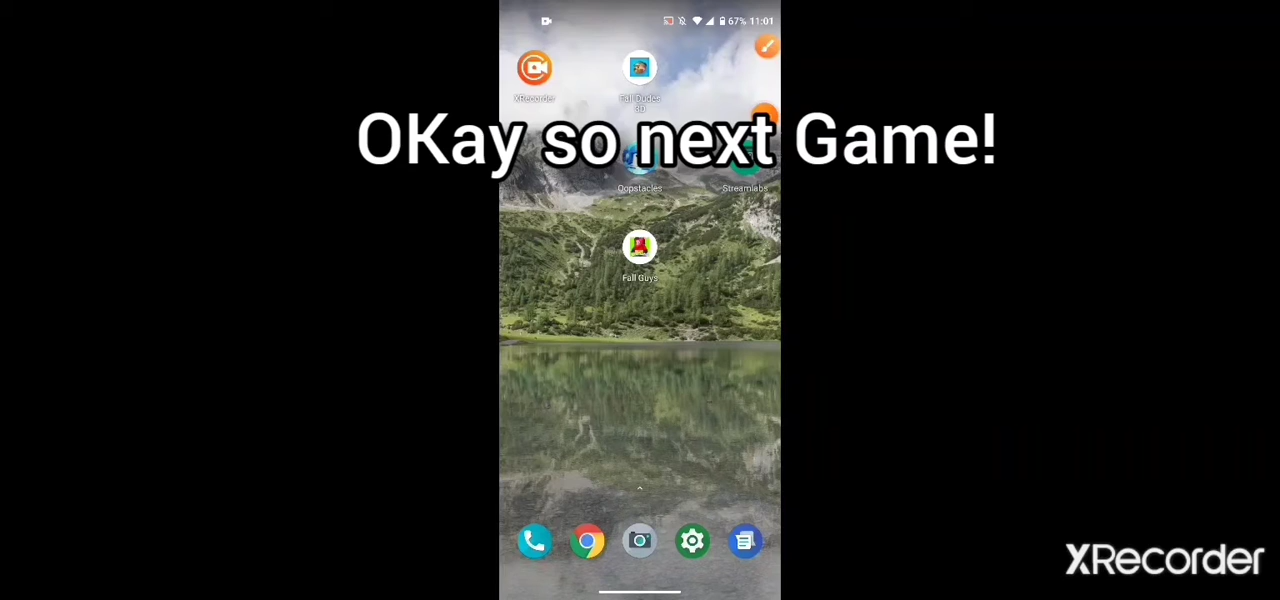 67% 11:01
XRecorder
Fall Dudes
3D
OKay so next Game!
Oopstacles
Streamlabs
Fall Guys
XRecorder